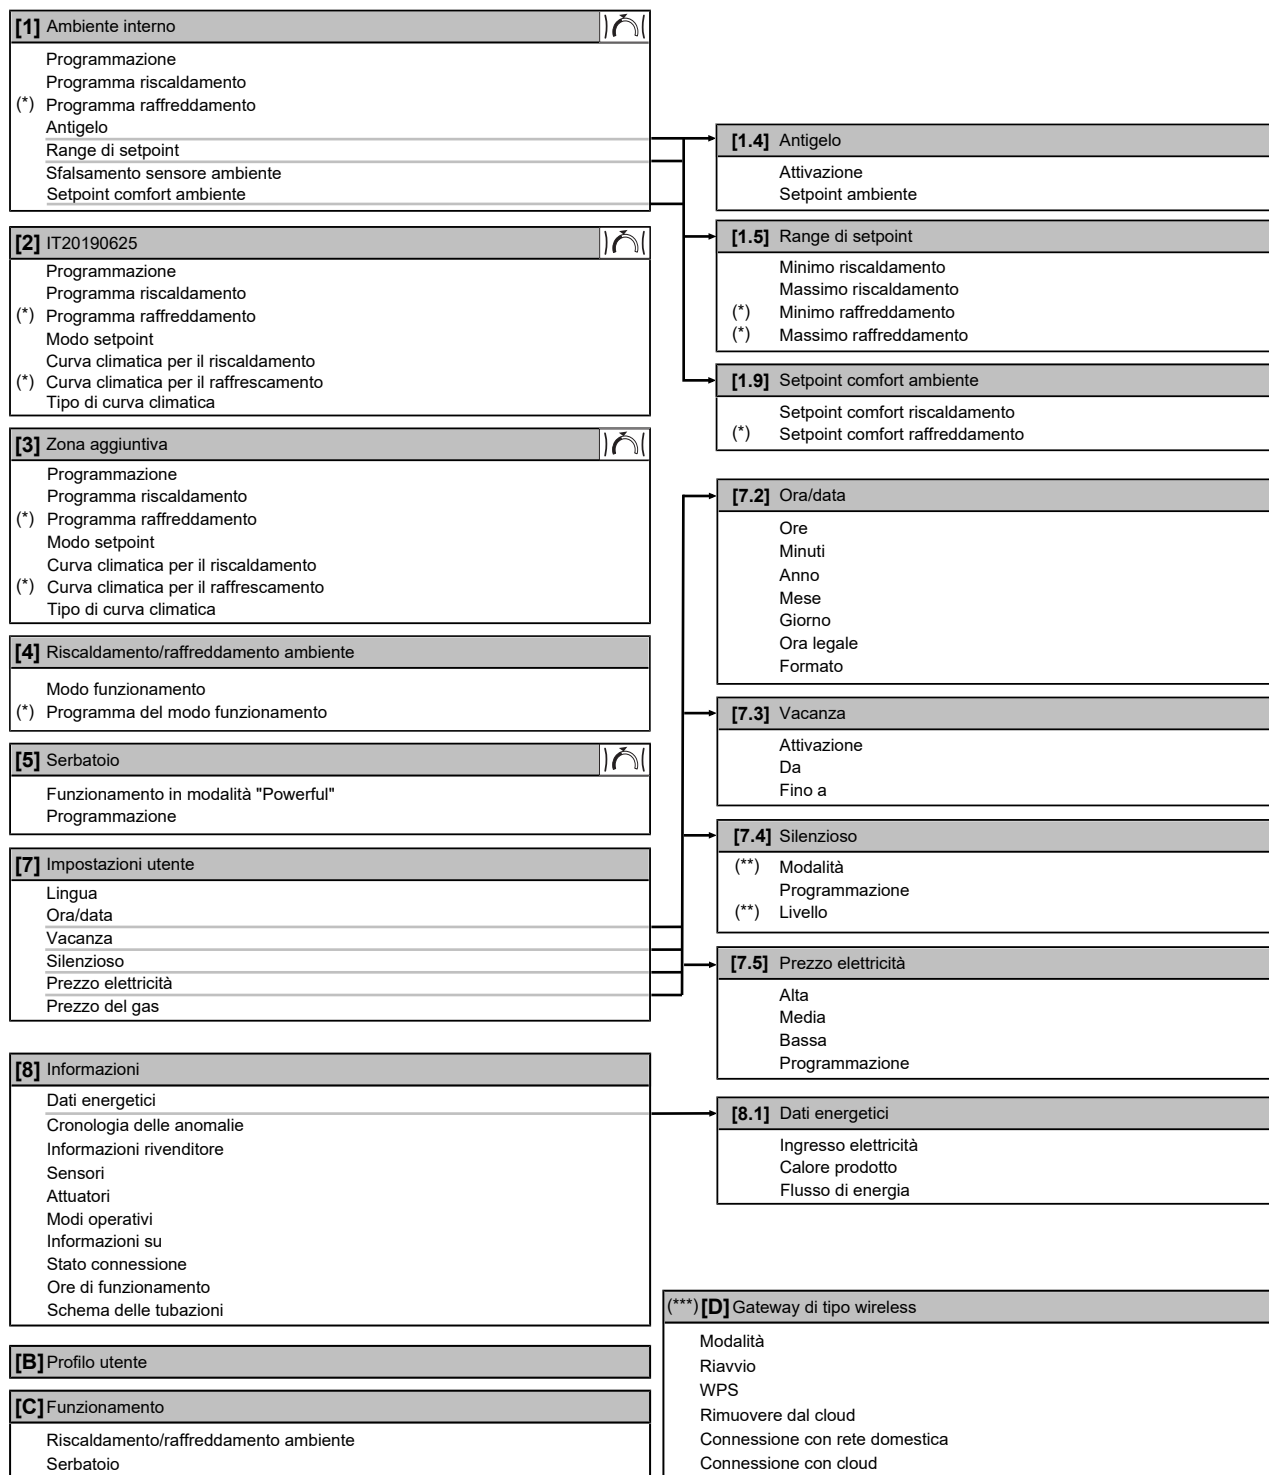 [1] Ambiente interno
Programmazione
Programma riscaldamento
(*) Programma raffreddamento
Antigelo
Range di setpoint
Sfalsamento sensore ambiente
Setpoint comfort ambiente
[2] IT20190625
Programmazione
Programma riscaldamento
(*) Programma raffreddamento
Modo setpoint
Curva climatica per il riscaldamento
(*) Curva climatica per il raffrescamento
Tipo di curva climatica
[3] Zona aggiuntiva
Programmazione
Programma riscaldamento
(*) Programma raffreddamento
Modo setpoint
Curva climatica per il riscaldamento
(*) Curva climatica per il raffrescamento
Tipo di curva climatica
[4] Riscaldamento/raffreddamento ambiente
Modo funzionamento
(*) Programma del modo funzionamento
[5] Serbatoio
Funzionamento in modalità "Powerful"
Programmazione
[7] Impostazioni utente
Lingua
Ora/data
Vacanza
Silenzioso
Prezzo elettricità
Prezzo del gas
[8] Informazioni
Dati energetici
Cronologia delle anomalie
Informazioni rivenditore
Sensori
Attuatori
Modi operativi
Informazioni su
Stato connessione
Ore di funzionamento
Schema delle tubazioni
[B] Profilo utente
[C] Funzionamento
Riscaldamento/raffreddamento ambiente
Serbatoio
[1.4] Antigelo
Attivazione
Setpoint ambiente
[1.5] Range di setpoint
Minimo riscaldamento
Massimo riscaldamento
(*) Minimo raffreddamento
(*) Massimo raffreddamento
[1.9] Setpoint comfort ambiente
Setpoint comfort riscaldamento
(*) Setpoint comfort raffreddamento
[7.2] Ora/data
Ore
Minuti
Anno
Mese
Giorno
Ora legale
Formato
[7.3] Vacanza
Attivazione
Da
Fino a
[7.4] Silenzioso
(**) Modalità
Programmazione
(**) Livello
[7.5] Prezzo elettricità
Alta
Media
Bassa
Programmazione
[8.1] Dati energetici
Ingresso elettricità
Calore prodotto
Flusso di energia
(***) [D] Gateway di tipo wireless
Modalità
Riavvio
WPS
Rimuovere dal cloud
Connessione con rete domestica
Connessione con cloud